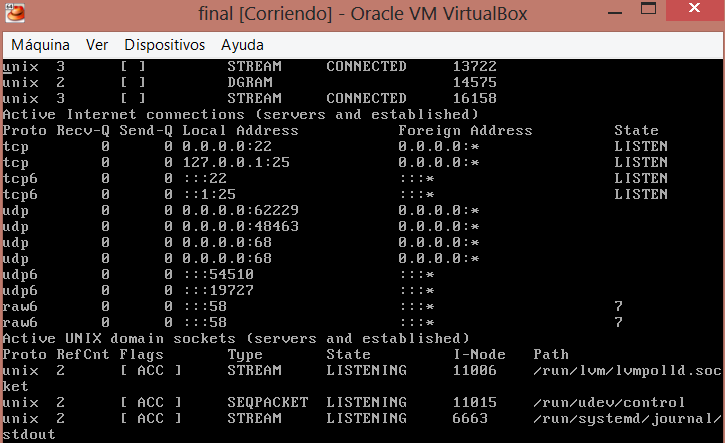 final [Corriendo] - Oracle VM VirtualBox
Máquina Ver Dispositivos Ayuda
unix 3 [ ] STREAM CONNECTED 13722
unix 2 [ ] DGRAM 14575
unix 3 [ ] STREAM CONNECTED 16158
Active Internet connections (servers and established)
Proto Recv-Q Send-Q Local Address Foreign Address State
tcp 0 0 0.0.0.0:22 0.0.0.0:* LISTEN
tcp 0 0 127.0.0.1:25 0.0.0.0:* LISTEN
tcp6 0 0 :::22 :::* LISTEN
tcp6 0 0 ::1:25 :::* LISTEN
udp 0 0 0.0.0.0:62229 0.0.0.0:*
udp 0 0 0.0.0.0:48463 0.0.0.0:*
udp 0 0 0.0.0.0:68 0.0.0.0:*
udp 0 0 0.0.0.0:68 0.0.0.0:*
udp6 0 0 :::54510 :::*
udp6 0 0 :::19727 :::*
raw6 0 0 :::58 :::* 7
raw6 0 0 :::58 :::* 7
Active UNIX domain sockets (servers and established)
Proto RefCnt Flags Type State I-Node Path
unix 2 [ ACC ] STREAM LISTENING 11006 /run/lvm/lvmpolld.soc
ket
unix 2 [ ACC ] SEQPACKET LISTENING 11015 /run/udev/control
unix 2 [ ACC ] STREAM LISTENING 6663 /run/systemd/journal/
stdout